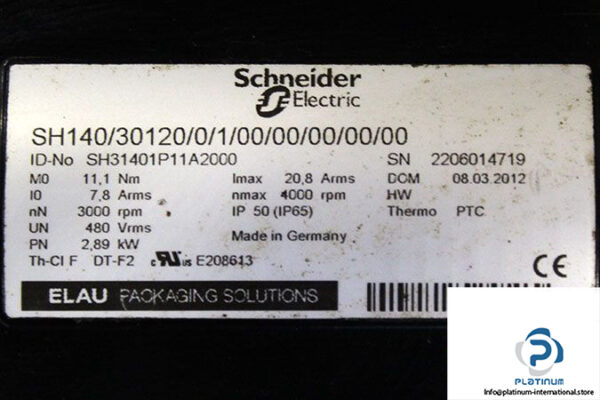 Schneider
Electric
SH140/30120/0/1/00/00/00/00/00
ID-No SH31401P11A2000 SN 2206014719
M0 11,1 Nm Imax 20,8 Arms DCM 08.03.2012
I0 7,8 Arms nmax 4000 rpm HW
nN 3000 rpm IP 50 (IP65) Thermo PTC
UN 480 Vrms Made in Germany
PN 2,89 kW
Th-Cl F DT-F2 c RU us E208613
CE
ELAU PACKAGING SOLUTIONS
PLATINUM
Info@platinum-international.store